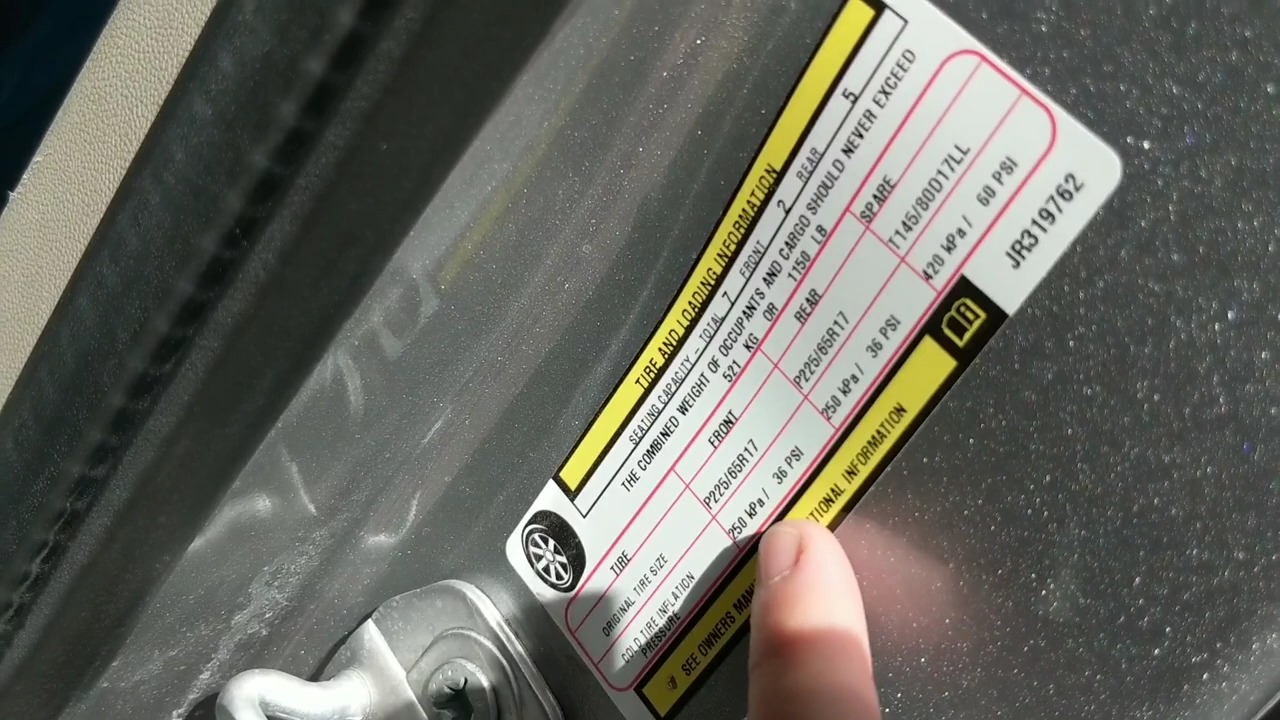 TIRE AND LOADING INFORMATION
SEATING CAPACITY – TOTAL 7 FRONT 2 REAR 5
THE COMBINED WEIGHT OF OCCUPANTS AND CARGO SHOULD NEVER EXCEED
521 KG OR 1150 LB
TIRE FRONT REAR SPARE
ORIGINAL TIRE SIZE P225/65R17 P225/65R17 T145/80D17LL
COLD TIRE INFLATION PRESSURE 250 kPa / 36 PSI 250 kPa / 36 PSI 420 kPa / 60 PSI
SEE OWNERS MANU TIONAL INFORMATION
JR319762